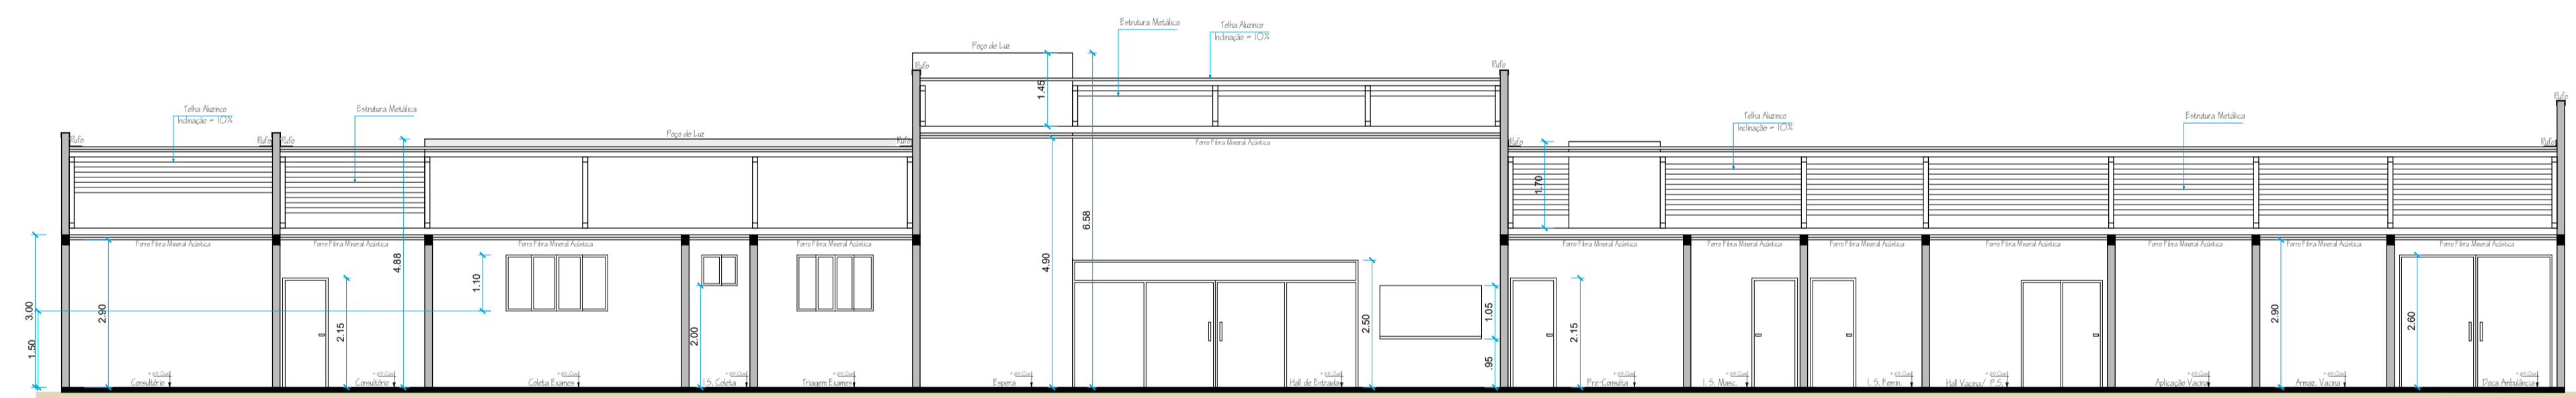 Estrutura Metálica
Telha Aluzinco
Inclinação = 10%
Poço de Luz
Rufo
Rufo
1.45
Telha Aluzinco
Inclinação = 10%
Estrutura Metálica
Poço de Luz
Rufo
Rufo
Rufo
Rufo
6.58
4.90
Forro Fibra Mineral Acústica
Telha Aluzinco
Inclinação = 10%
Estrutura Metálica
Rufo
Rufo
Rufo
1.70
Forro Fibra Mineral Acústica
Forro Fibra Mineral Acústica
Forro Fibra Mineral Acústica
Forro Fibra Mineral Acústica
Forro Fibra Mineral Acústica
Forro Fibra Mineral Acústica
Forro Fibra Mineral Acústica
Forro Fibra Mineral Acústica
Forro Fibra Mineral Acústica
Forro Fibra Mineral Acústica
Forro Fibra Mineral Acústica
3.00
1.50
2.90
2.15
4.88
1.10
2.00
2.50
1.05
.95
2.15
2.90
2.60
Consultório
Consultório
Coleta Exames
I.S. Coleta
Triagem Exames
Espera
Hall de Entrada
Pré-Consulta
I. S. Masc.
I. S. Femin.
Hall Vacina/ P.S.
Aplicação Vacina
Armaz. Vacina
Doca Ambulância